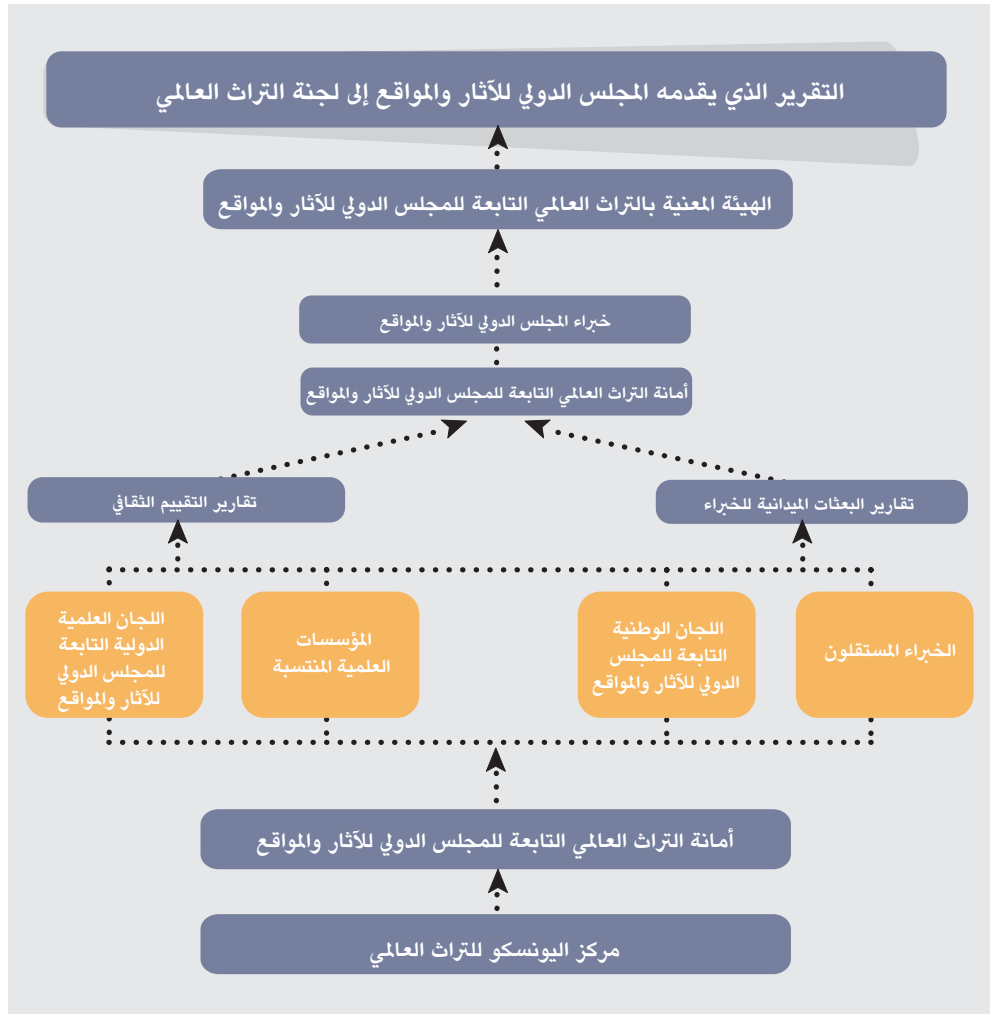 التقرير الذي يقدمه المجلس الدولي للآثار والمواقع إلى لجنة التراث العالمي
الهيئة المعنية بالتراث العالمي التابعة للمجلس الدولي للآثار والمواقع
خبراء المجلس الدولي للآثار والمواقع
أمانة التراث العالمي التابعة للمجلس الدولي للآثار والمواقع
تقارير البعثات الميدانية للخبراء
تقارير التقييم الثقافي
الخبراء المستقلون
اللجان الوطنية
التابعة للمجلس
الدولي للآثار والمواقع
المؤسسات
العلمية المنتسبة
اللجان العلمية
الدولية التابعة
للمجلس الدولي
للآثار والمواقع
أمانة التراث العالمي التابعة للمجلس الدولي للآثار والمواقع
مركز اليونسكو للتراث العالمي